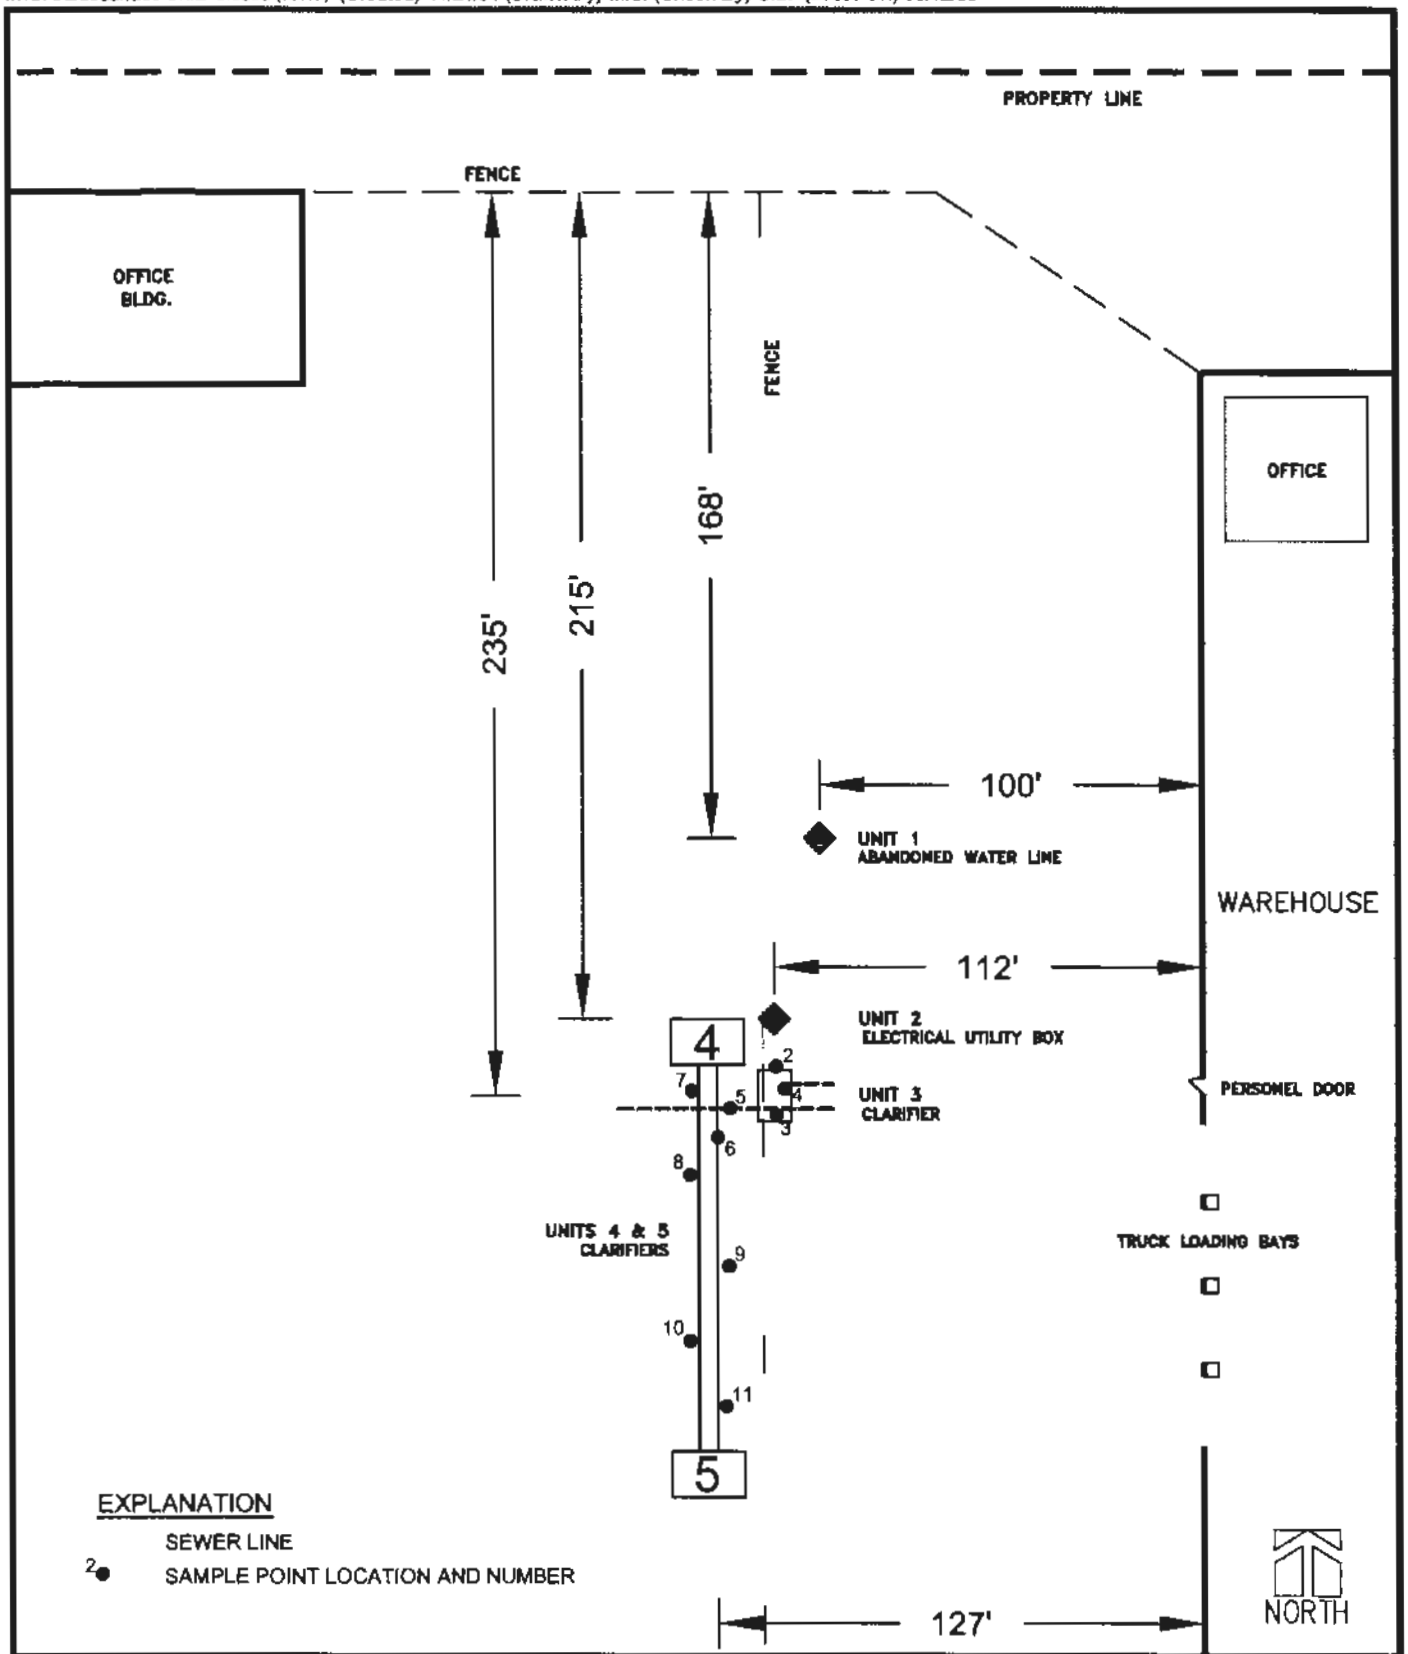 PROPERTY LINE
FENCE
OFFICE
BLDG.
FENCE
OFFICE
168'
215'
235'
100'
UNIT 1
ABANDONED WATER LINE
WAREHOUSE
112'
UNIT 2
ELECTRICAL UTILITY BOX
4
2
7
4
5
UNIT 3
CLARIFIER
PERSONEL DOOR
3
6
8
UNITS 4 & 5
CLARIFIERS
9
TRUCK LOADING BAYS
10
11
5
EXPLANATION
SEWER LINE
2
SAMPLE POINT LOCATION AND NUMBER
127'
NORTH